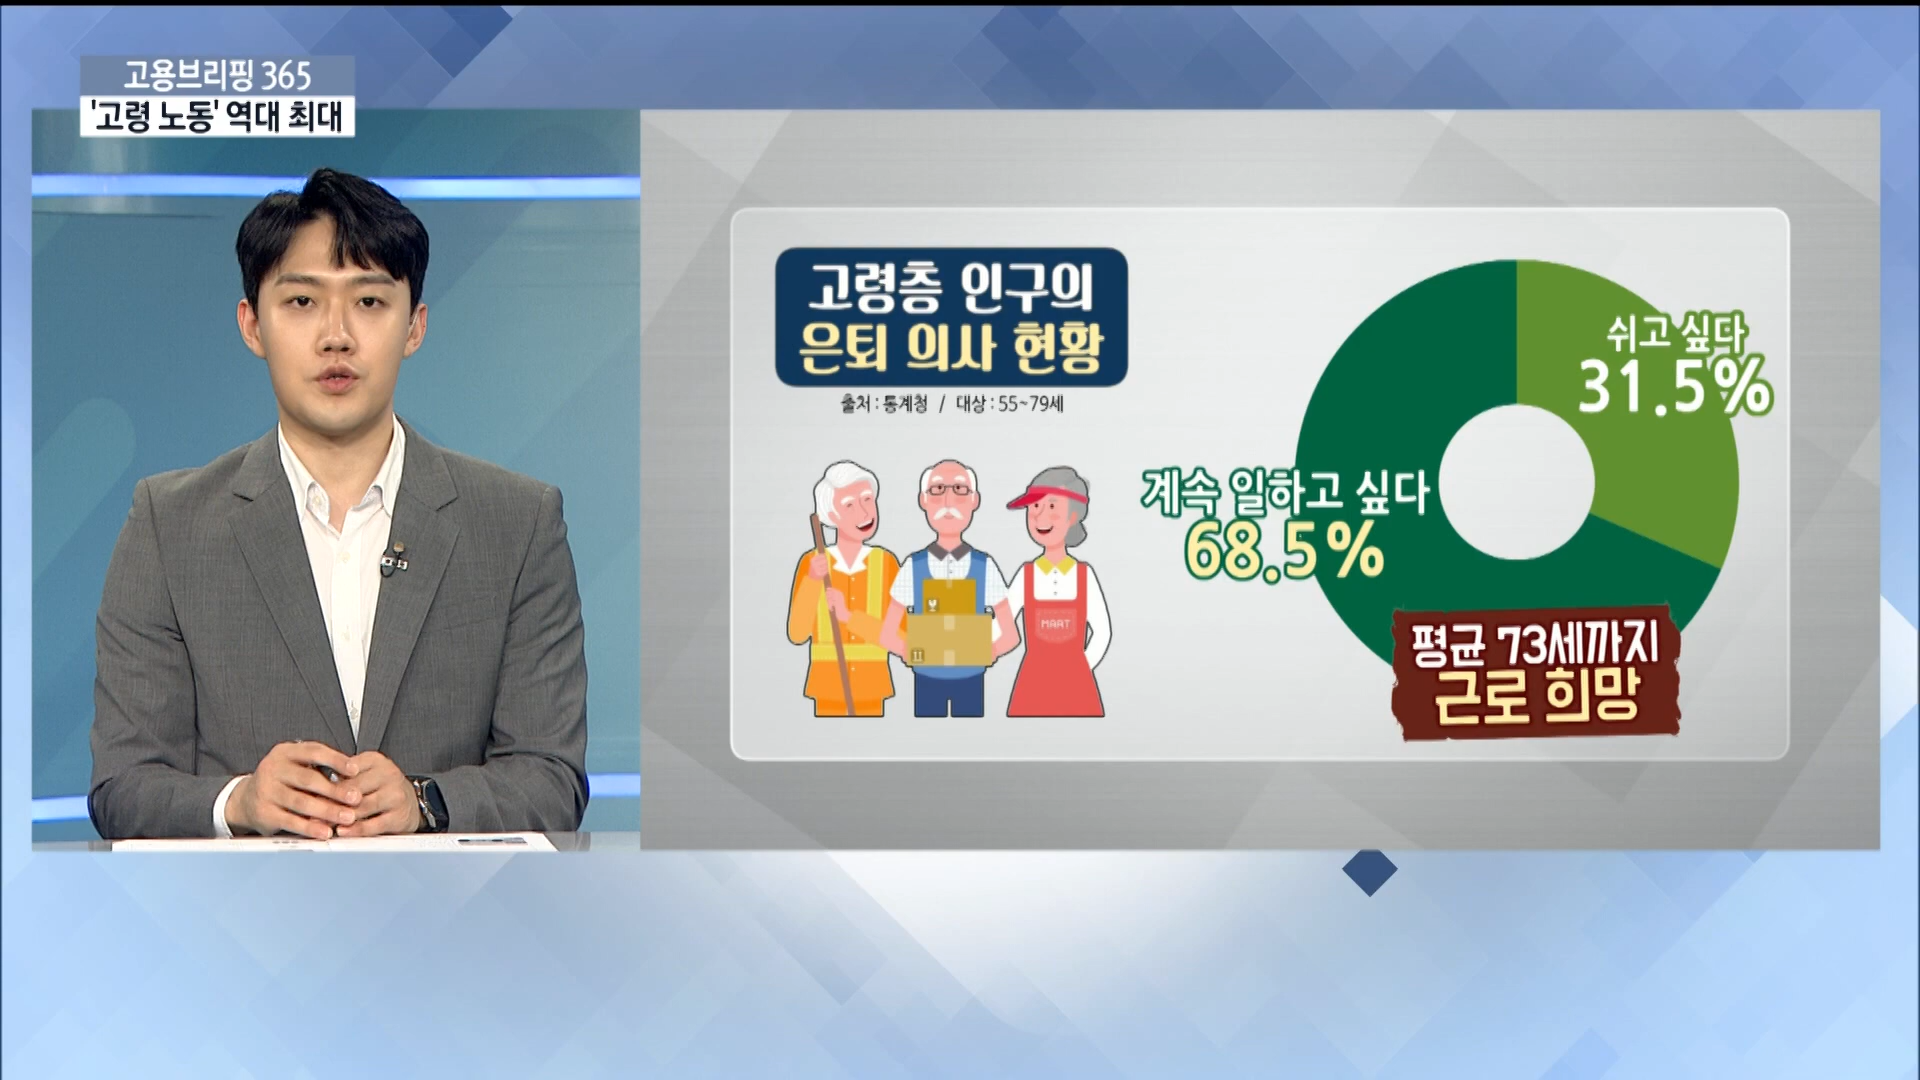 고용브리핑 365
'고령 노동' 역대 최대
고령층 인구의
은퇴 의사 현황
출처 : 통계청 / 대상 : 55~79세
쉬고 싶다
31.5%
계속 일하고 싶다
68.5%
MART
평균 73세까지
근로 희망